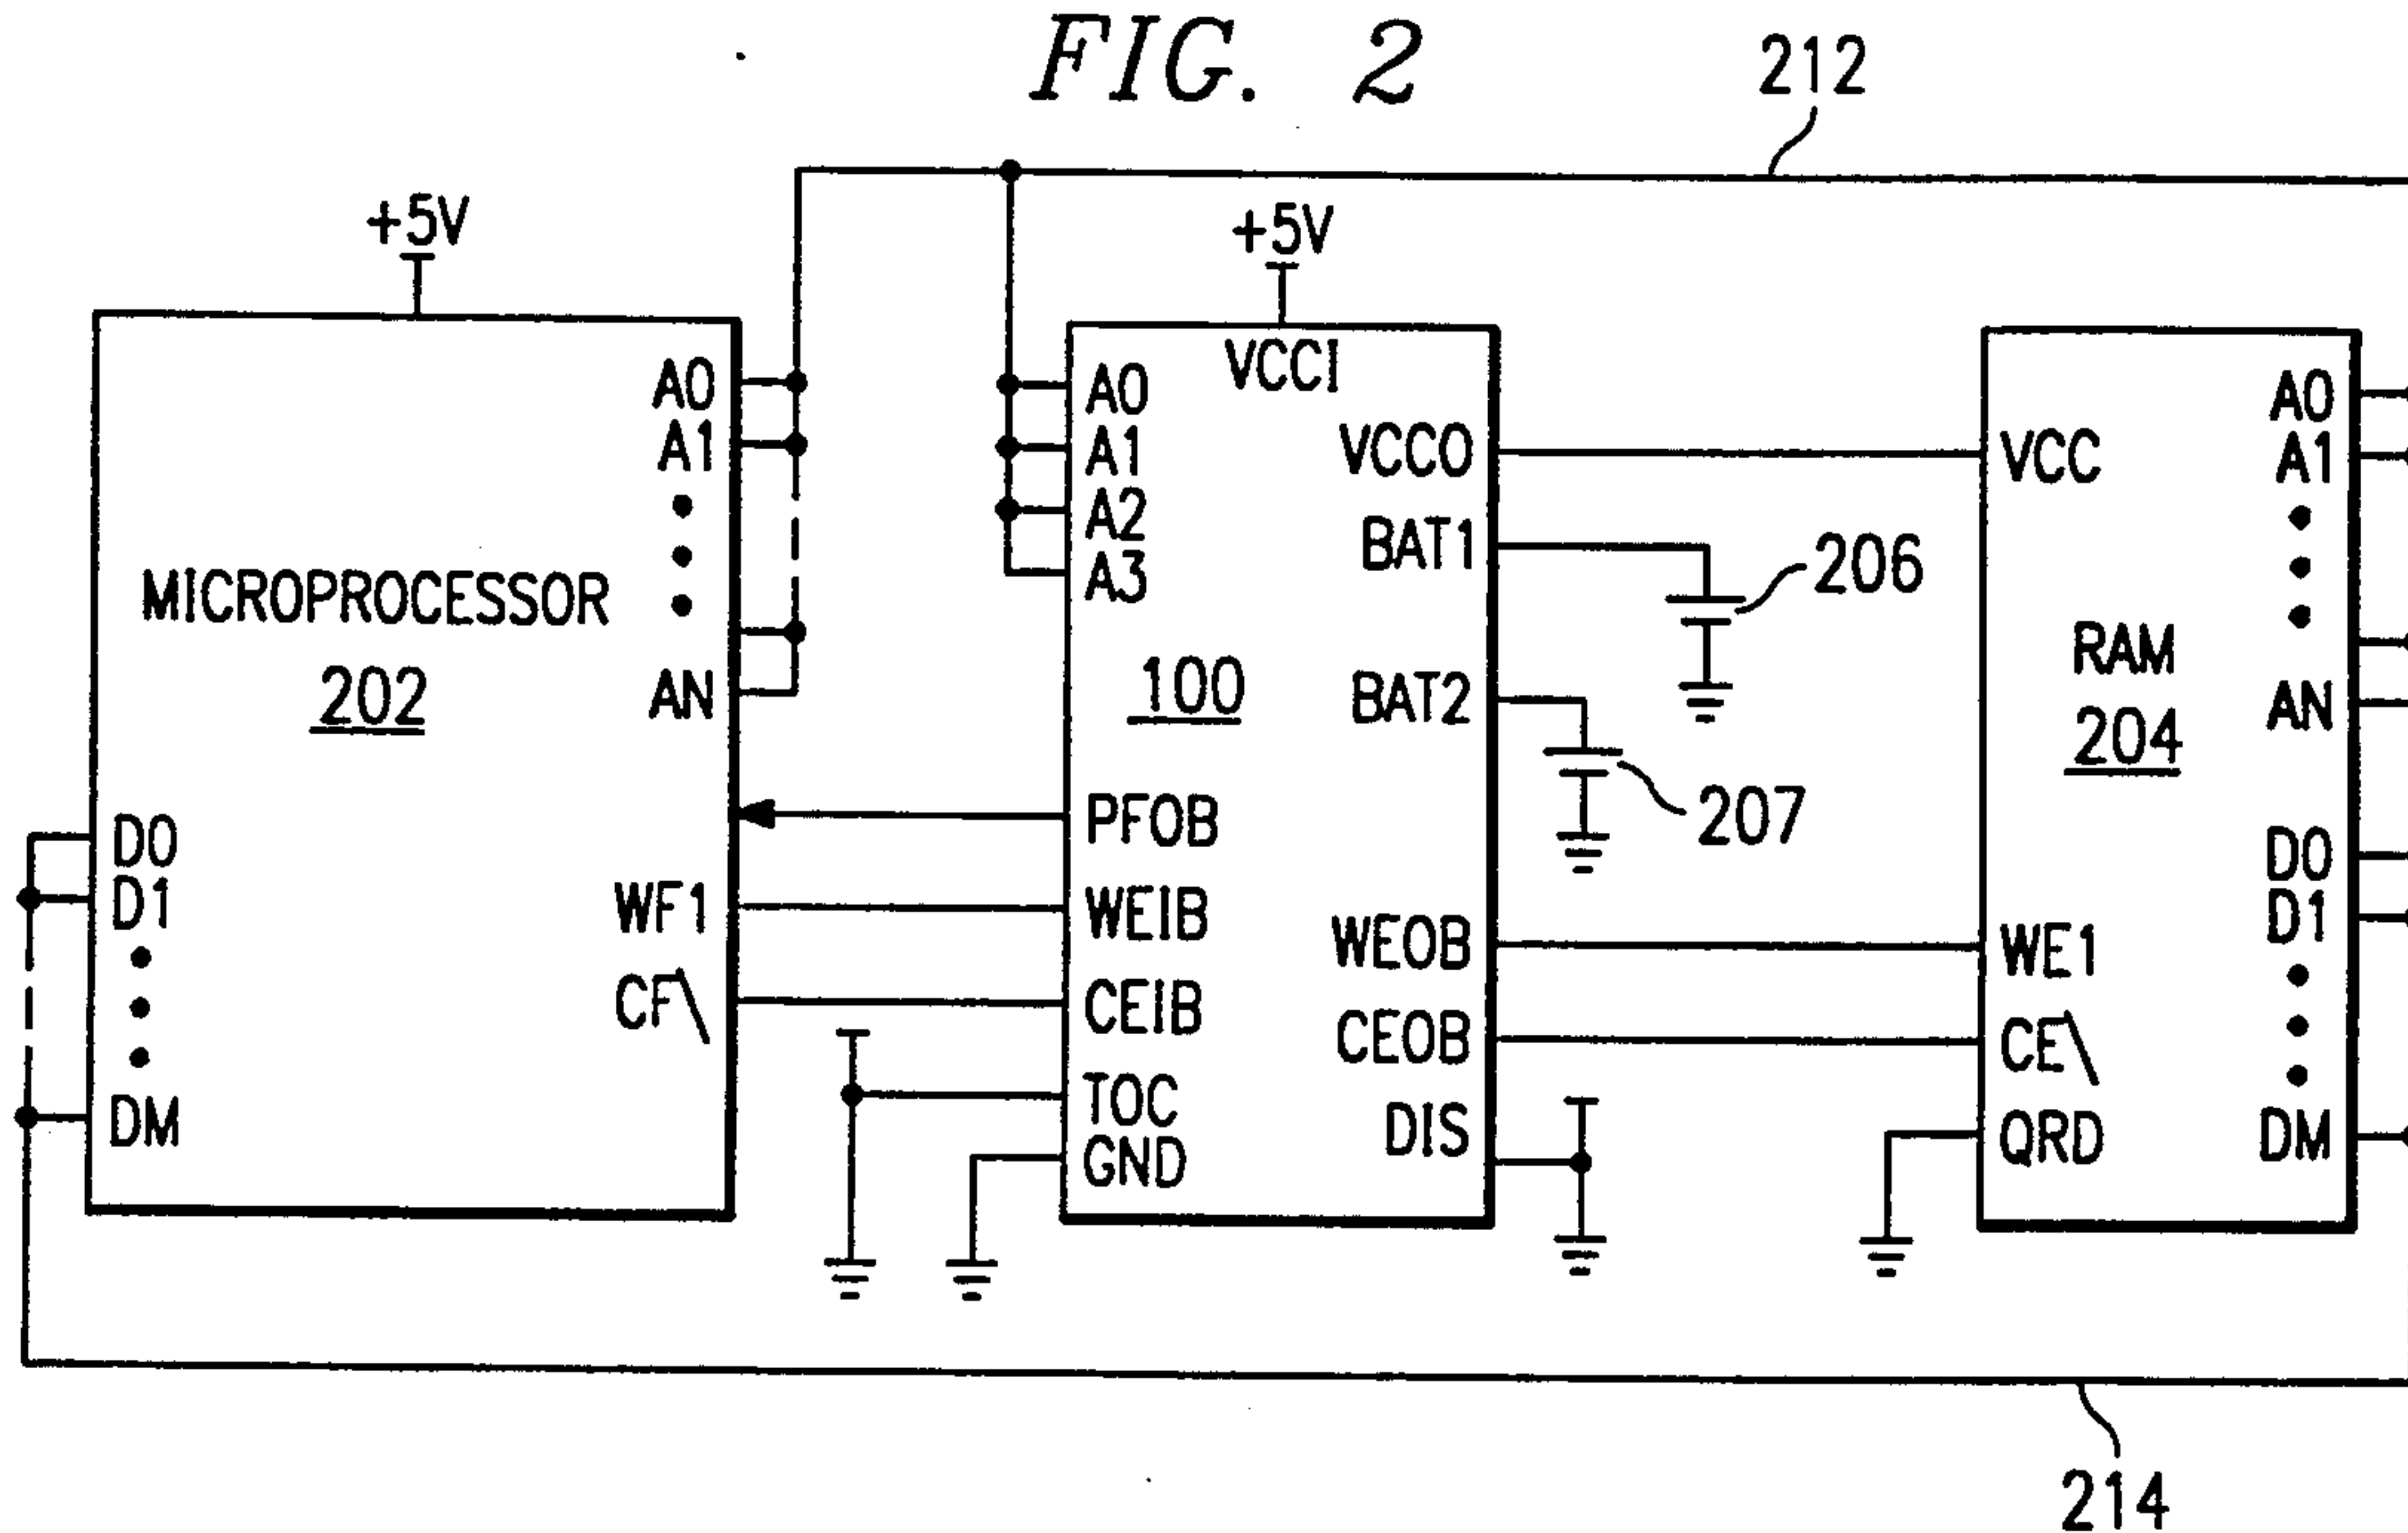 FIG. 2
212
+5V
MICROPROCESSOR
202
A0
A1
AN
D0
D1
DM
WF1
CF\
+5V
VCCI
A0
A1
A2
A3
100
PFOB
WEIB
CEIB
TOC
GND
VCCO
BAT1
BAT2
WEOB
CEOB
DIS
206
207
VCC
RAM
204
WE1
CE\
QRD
A0
A1
AN
D0
D1
DM
214